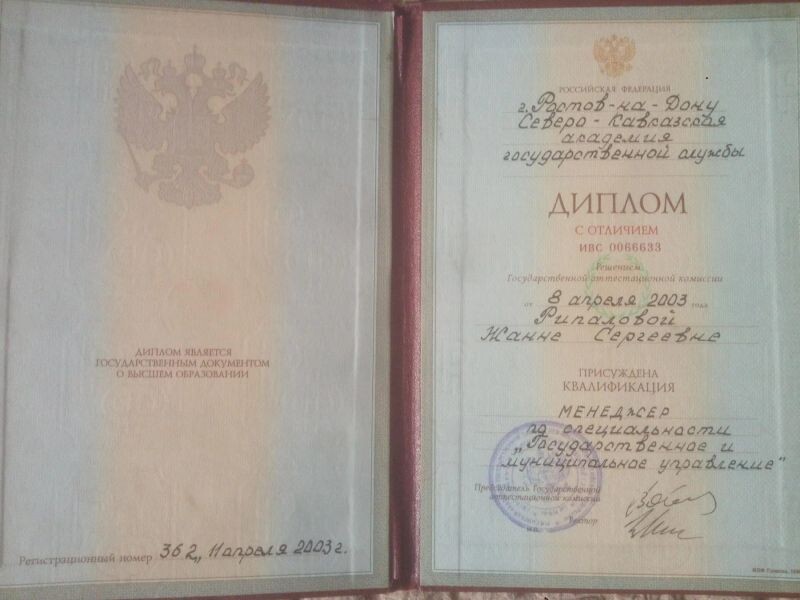 ДИПЛОМ ЯВЛЯЕТСЯ
ГОСУДАРСТВЕННЫМ ДОКУМЕНТОМ
О ВЫСШЕМ ОБРАЗОВАНИИ
Регистрационный номер 362,, 11 апреля 2003г.
РОССИЙСКАЯ ФЕДЕРАЦИЯ
г. Ростов-на-Дону
Северо-Кавказская
академия
государственной службы
ДИПЛОМ
С ОТЛИЧИЕМ
ИВС 0066633
Решением
Государственной аттестационной комиссии
от 8 апреля 2003 года
Рипаловой
Жанне Сергеевне
ПРИСУЖДЕНА
КВАЛИФИКАЦИЯ
МЕНЕДЖЕР
по специальности
„Государственное и
муниципальное управление"
Председатель Государственной
аттестационной комиссии
Ректор